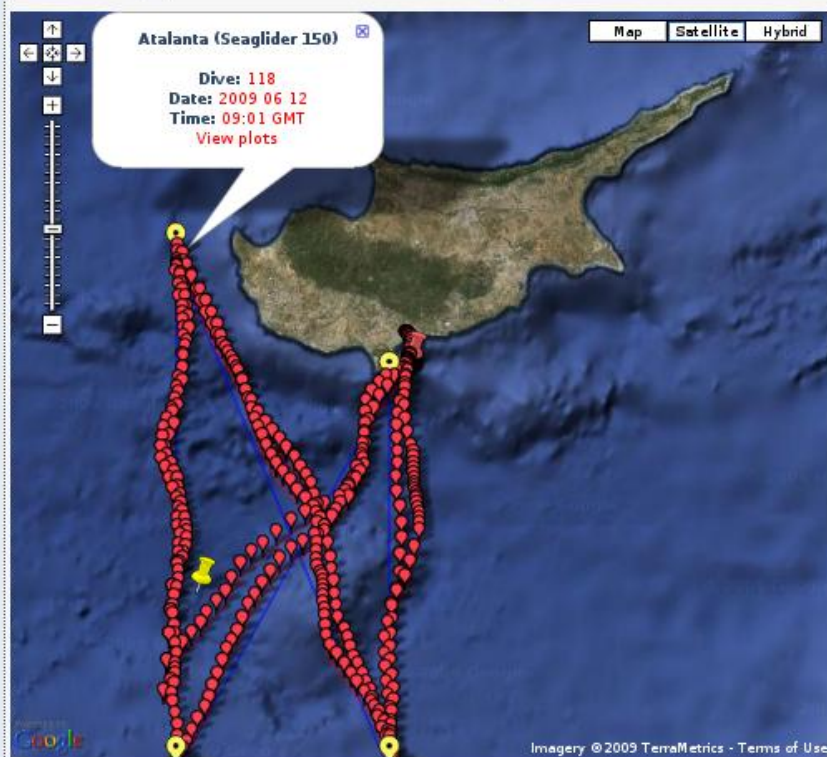 Atalanta (Seaglider 150)
Dive: 118
Date: 2009 06 12
Time: 09:01 GMT
View plots
Map Satellite Hybrid
Google
Imagery ©2009 TerraMetrics - Terms of Use